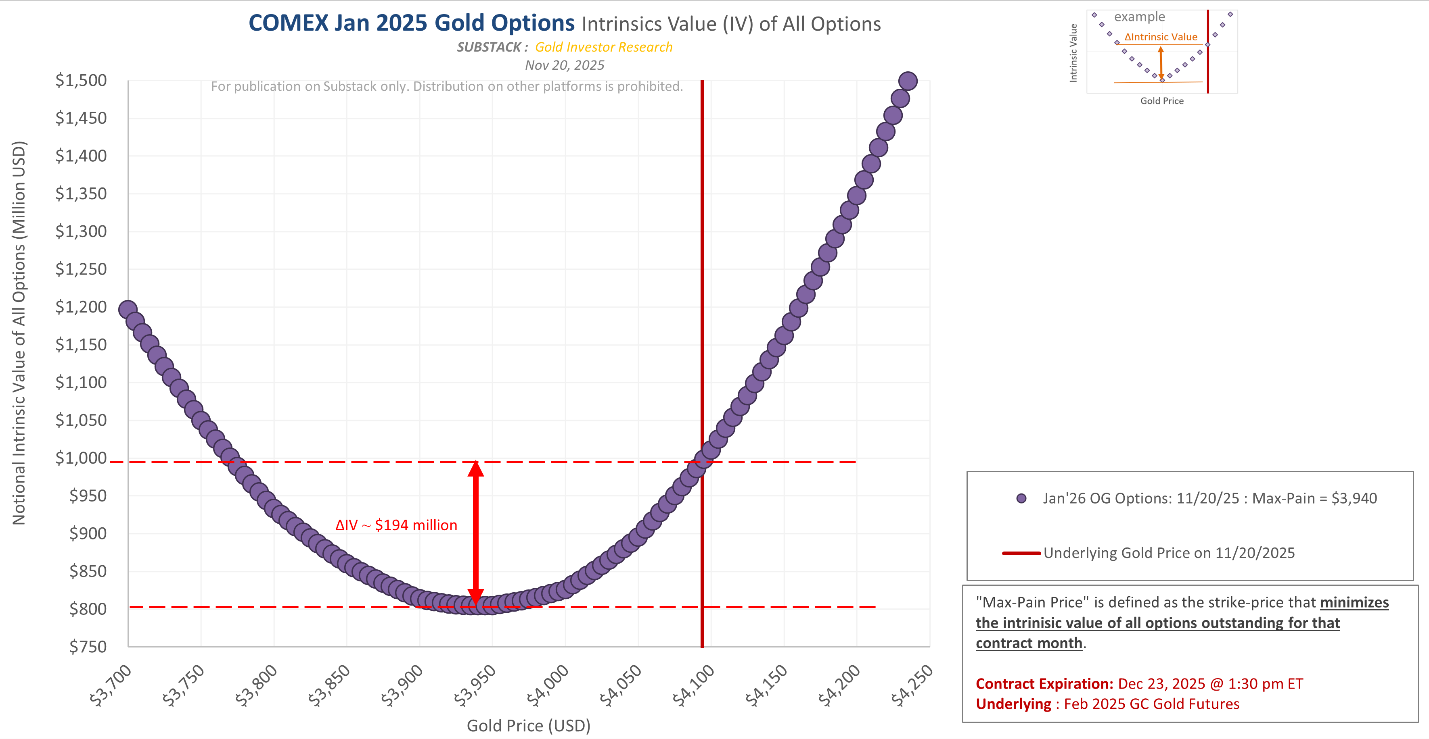 COMEX Jan 2025 Gold Options Intrinsics Value (IV) of All Options
SUBSTACK : Gold Investor Research
Nov 20, 2025
For publication on Substack only. Distribution on other platforms is prohibited.
Notional Intrinsic Value of All Options (Million USD)
$1,500
$1,450
$1,400
$1,350
$1,300
$1,250
$1,200
$1,150
$1,100
$1,050
$1,000
$950
$900
$850
$800
$750
ΔIV ~ $194 million
$3,700
$3,750
$3,800
$3,850
$3,900
$3,950
$4,000
$4,050
$4,100
$4,150
$4,200
$4,250
Gold Price (USD)
example
ΔIntrinsic Value
Intrinsic Value
Gold Price
Jan'26 OG Options: 11/20/25 : Max-Pain = $3,940
Underlying Gold Price on 11/20/2025
"Max-Pain Price" is defined as the strike-price that minimizes
the intrinisic value of all options outstanding for that
contract month.
Contract Expiration: Dec 23, 2025 @ 1:30 pm ET
Underlying : Feb 2025 GC Gold Futures